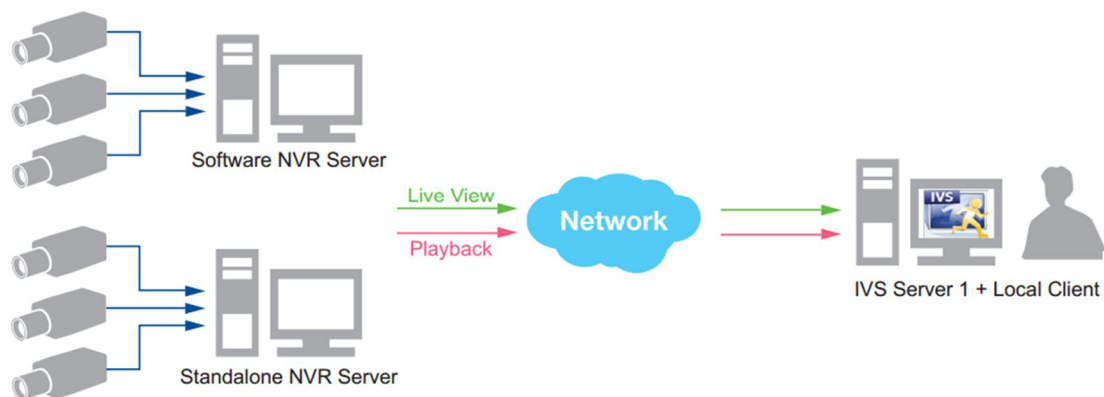 Software NVR Server
Live View
Playback
Network
IVS
IVS Server 1 + Local Client
Standalone NVR Server